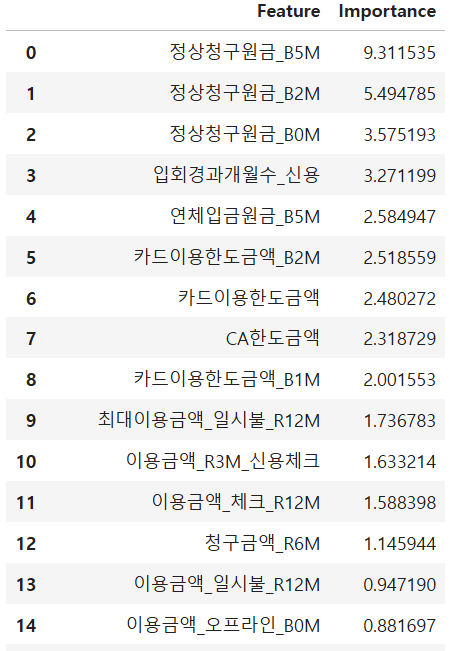 Feature Importance
0 정상청구원금_B5M 9.311535
1 정상청구원금_B2M 5.494785
2 정상청구원금_B0M 3.575193
3 입회경과개월수_신용 3.271199
4 연체입금원금_B5M 2.584947
5 카드이용한도금액_B2M 2.518559
6 카드이용한도금액 2.480272
7 CA한도금액 2.318729
8 카드이용한도금액_B1M 2.001553
9 최대이용금액_일시불_R12M 1.736783
10 이용금액_R3M_신용체크 1.633214
11 이용금액_체크_R12M 1.588398
12 청구금액_R6M 1.145944
13 이용금액_일시불_R12M 0.947190
14 이용금액_오프라인_B0M 0.881697